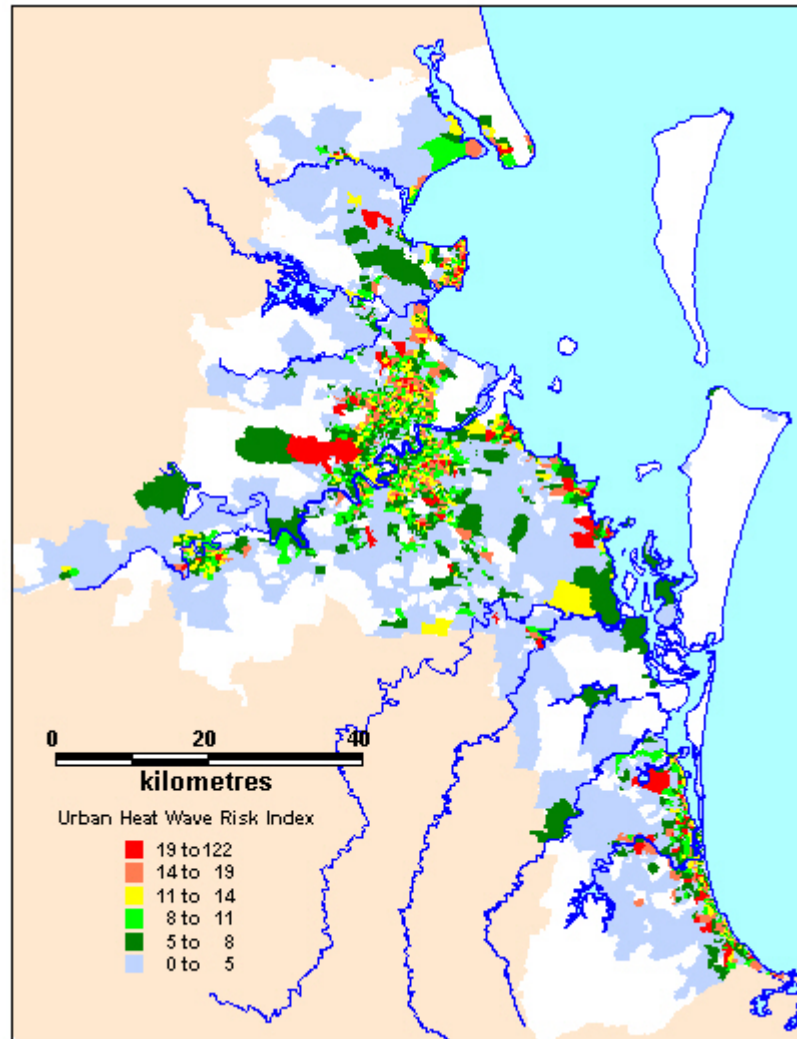 0 20 40
kilometres
Urban Heat Wave Risk Index
19 to 122
14 to 19
11 to 14
8 to 11
5 to 8
0 to 5